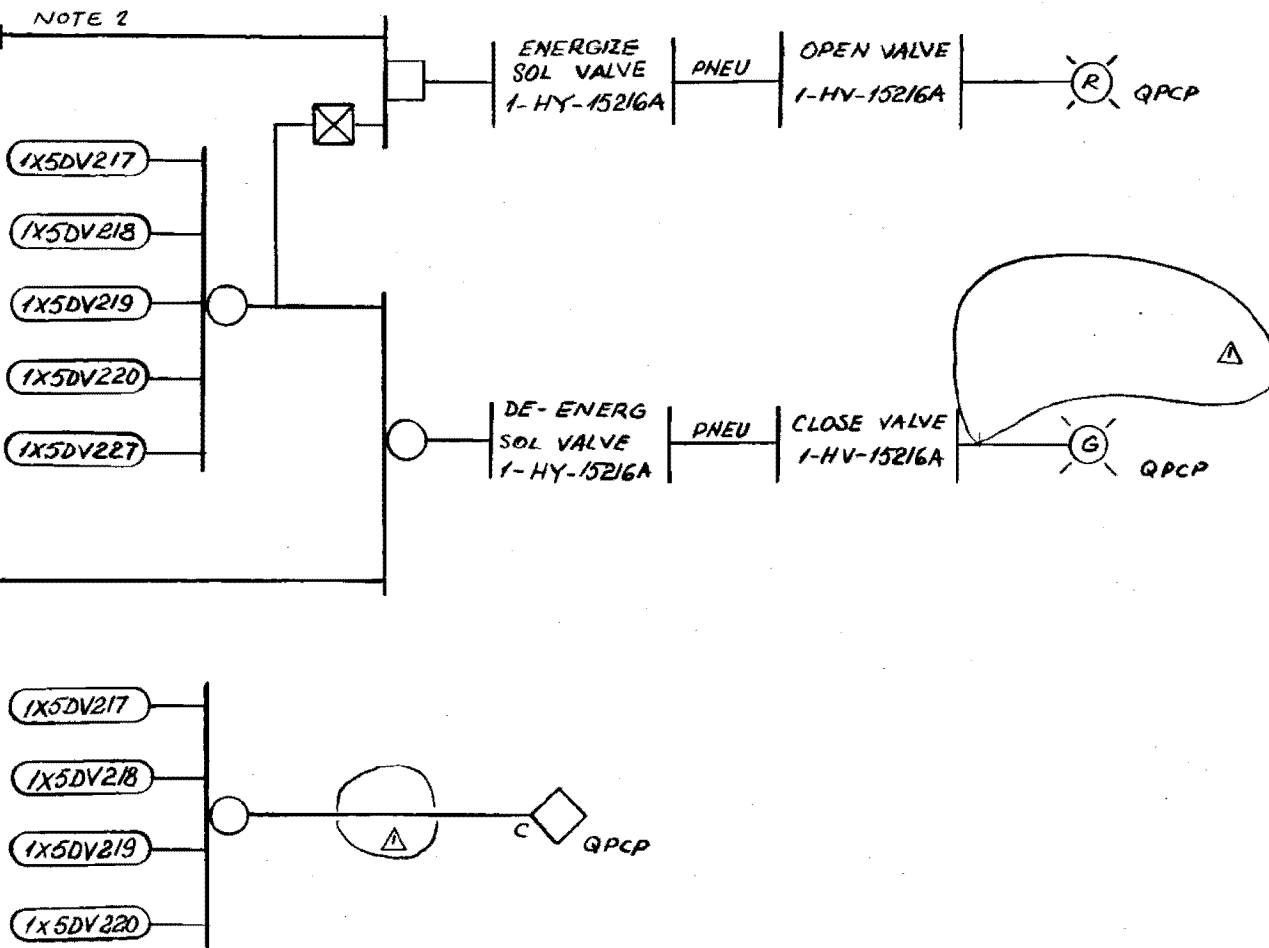 NOTE 2
ENERGIZE
SOL VALVE
1-HY-15216A
PNEU
OPEN VALVE
1-HV-15216A
R
QPCP
1X5DV217
1X5DV218
1X5DV219
1X5DV220
1X5DV227
DE-ENERG
SOL VALVE
1-HY-15216A
PNEU
CLOSE VALVE
1-HV-15216A
1
G
QPCP
1X5DV217
1X5DV218
1X5DV219
1X5DV220
1
C
QPCP